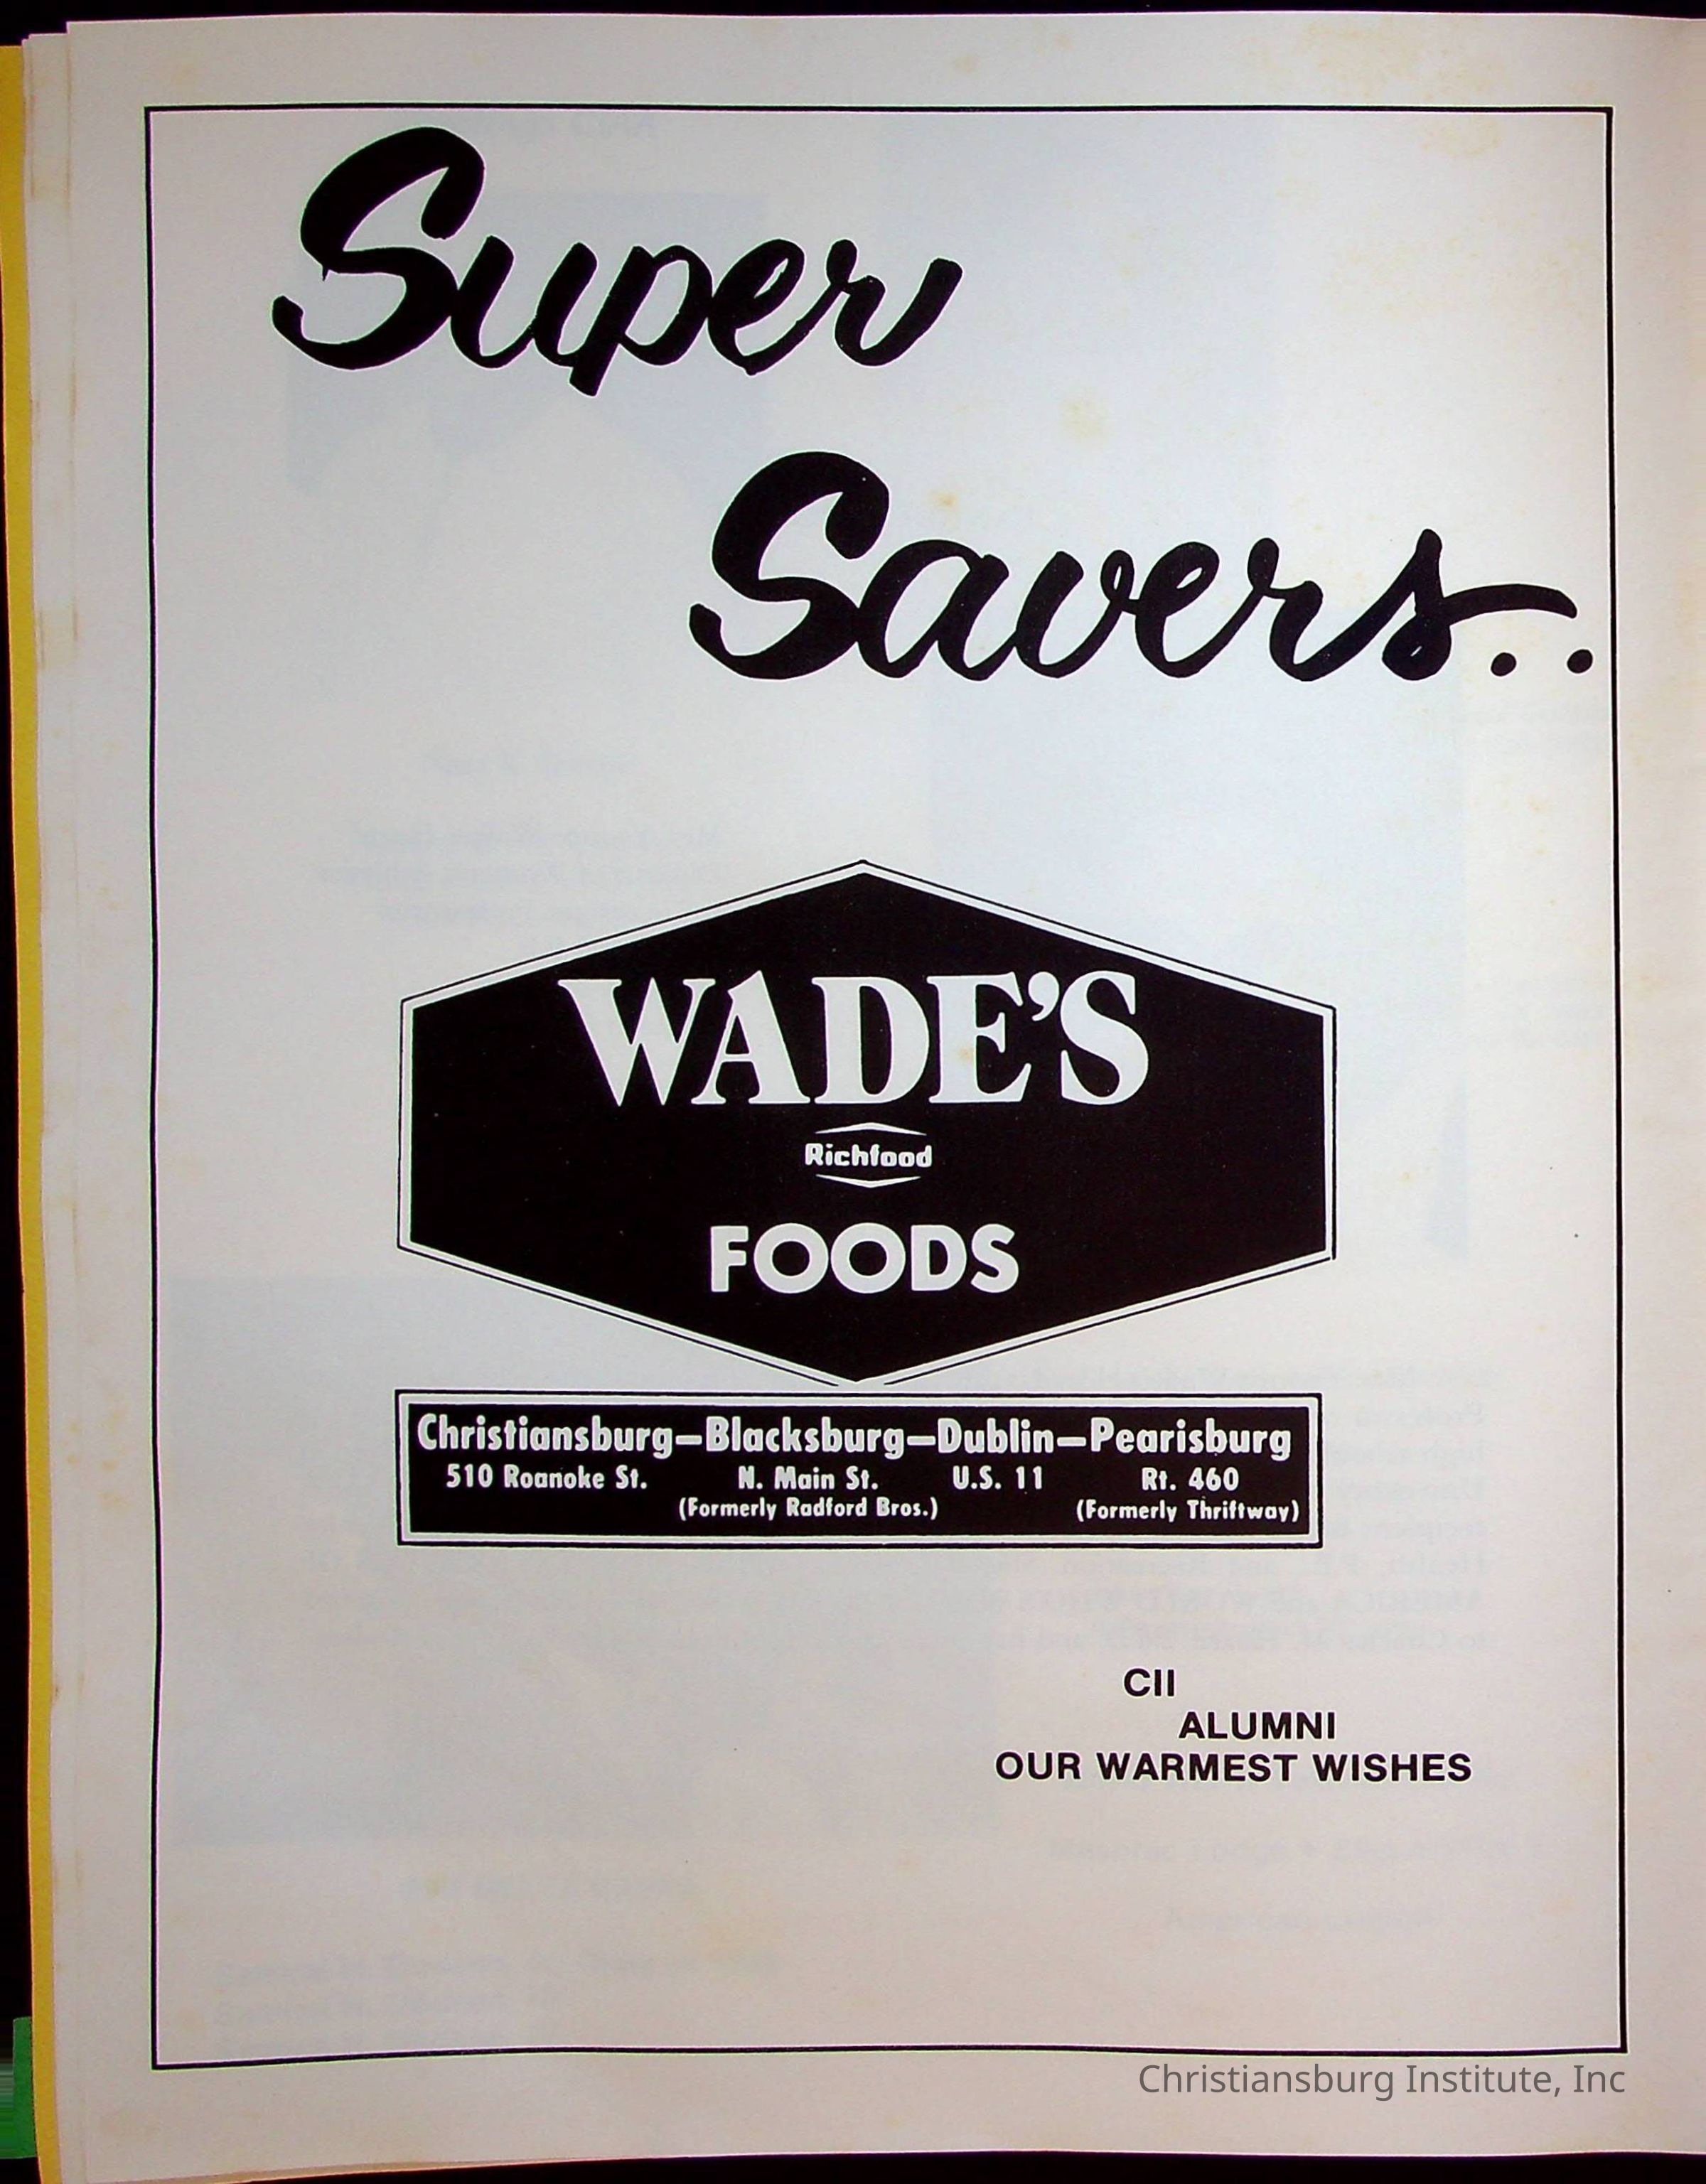 Super
Savers..
WADE'S
Richfood
FOODS
Christiansburg—Blacksburg—Dublin—Pearisburg
510 Roanoke St. N. Main St. U.S. 11 Rt. 460
(Formerly Radford Bros.) (Formerly Thriftway)
CII
ALUMNI
OUR WARMEST WISHES
Christiansburg Institute, Inc